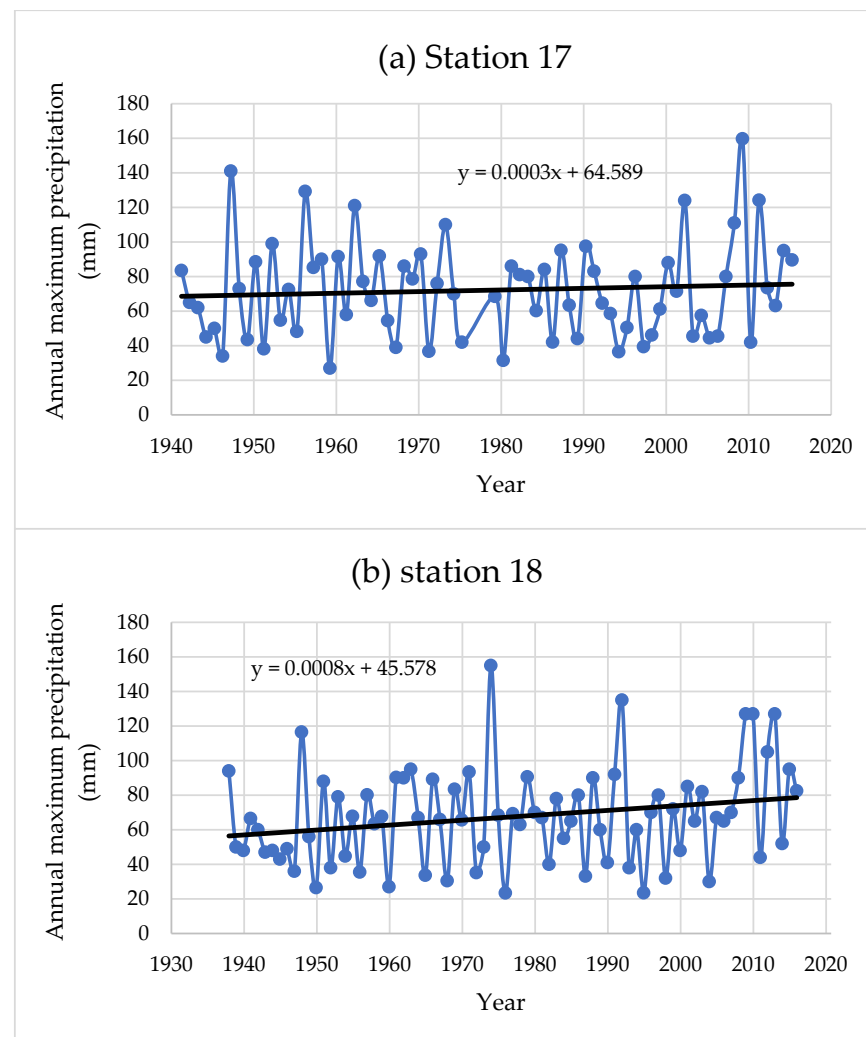 (a) Station 17
Annual maximum precipitation
(mm)
180
160
140
120
100
80
60
40
20
0
y = 0.0003x + 64.589
1940 1950 1960 1970 1980 1990 2000 2010 2020
Year
(b) station 18
Annual maximum precipitation
(mm)
180
160
140
120
100
80
60
40
20
0
y = 0.0008x + 45.578
1930 1940 1950 1960 1970 1980 1990 2000 2010 2020
Year